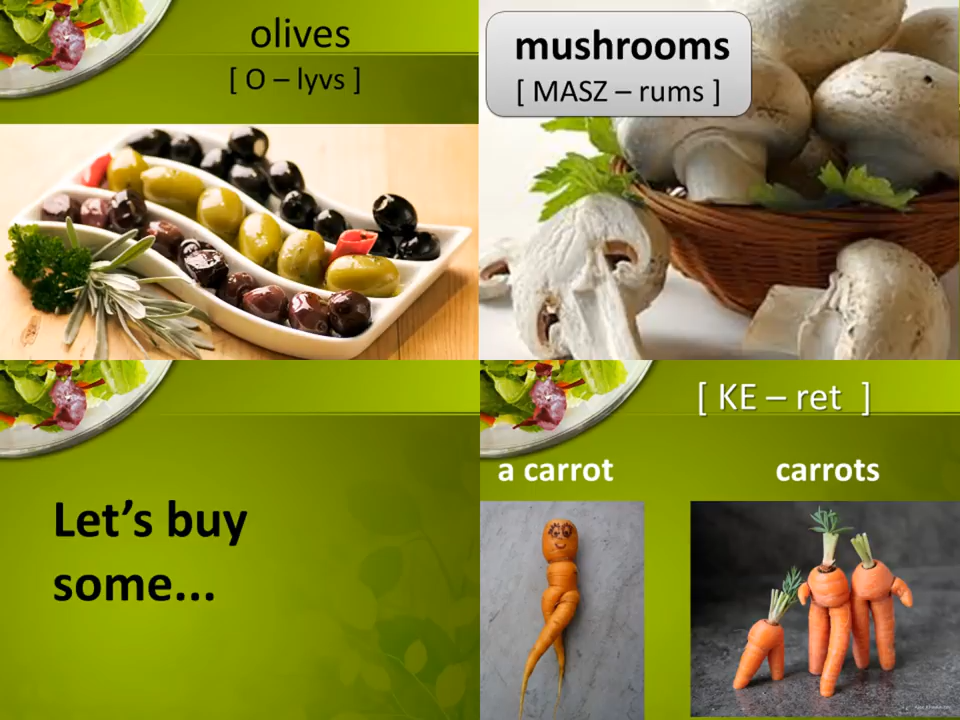 olives
[ O – lyvs ]
mushrooms
[ MASZ – rums ]
Let's buy
some...
[ KE – ret ]
a carrot
carrots